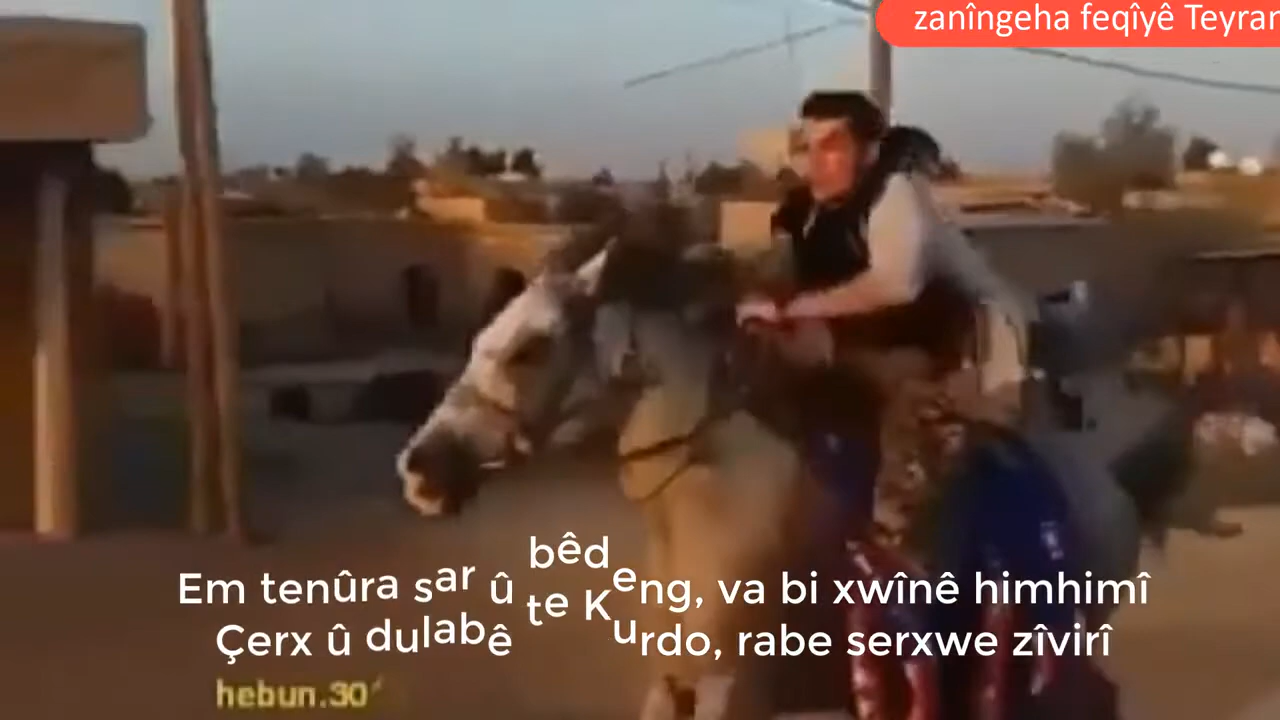 zanîngeha feqîyê Teyran
Em tenûra sar û bêdeng, va bi xwînê himhimî
Çerx û dulabê te Kurdo, rabe serxwe zîvirî
hebun.30